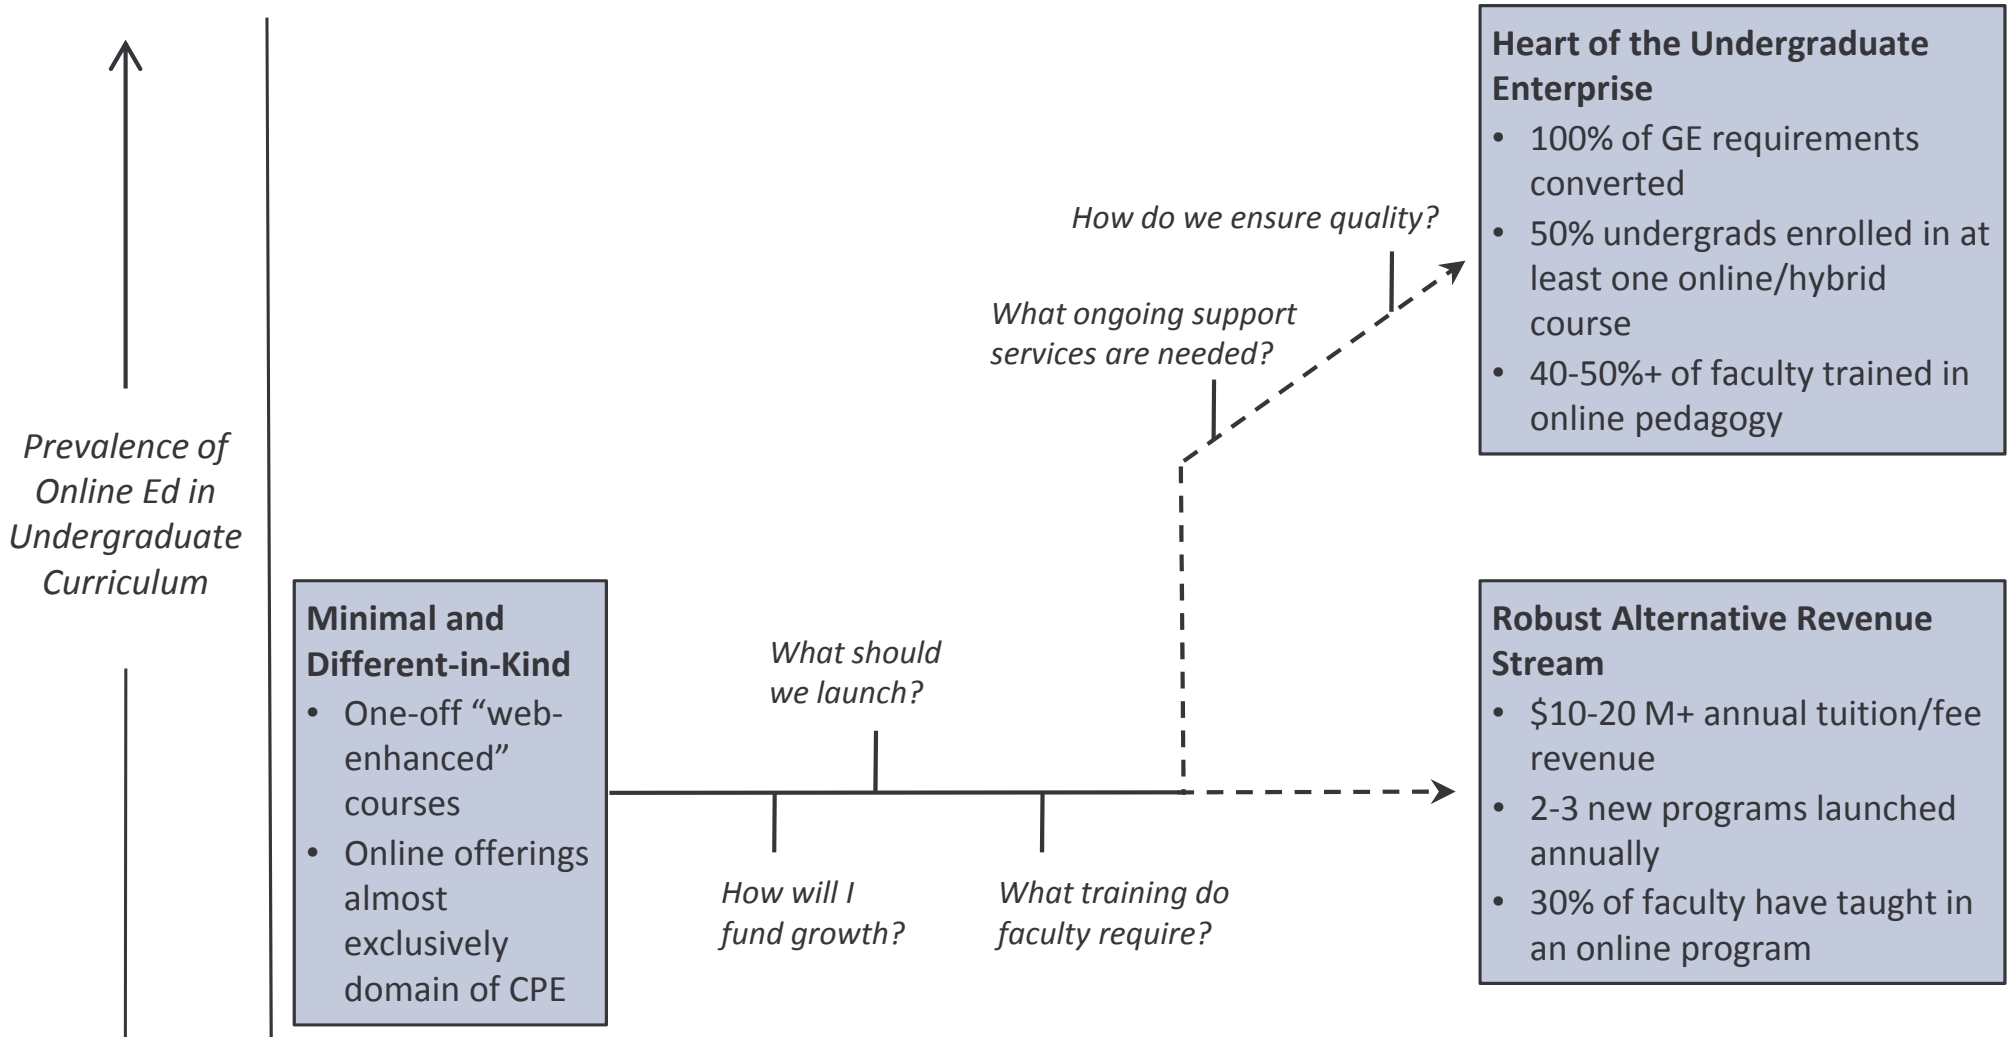 Prevalence of
Online Ed in
Undergraduate
Curriculum
Minimal and
Different-in-Kind
• One-off “web-
enhanced”
courses
• Online offerings
almost
exclusively
domain of CPE
What should
we launch?
How will I
fund growth?
What training do
faculty require?
What ongoing support
services are needed?
How do we ensure quality?
Heart of the Undergraduate
Enterprise
• 100% of GE requirements
converted
• 50% undergrads enrolled in at
least one online/hybrid
course
• 40-50%+ of faculty trained in
online pedagogy
Robust Alternative Revenue
Stream
• $10-20 M+ annual tuition/fee
revenue
• 2-3 new programs launched
annually
• 30% of faculty have taught in
an online program